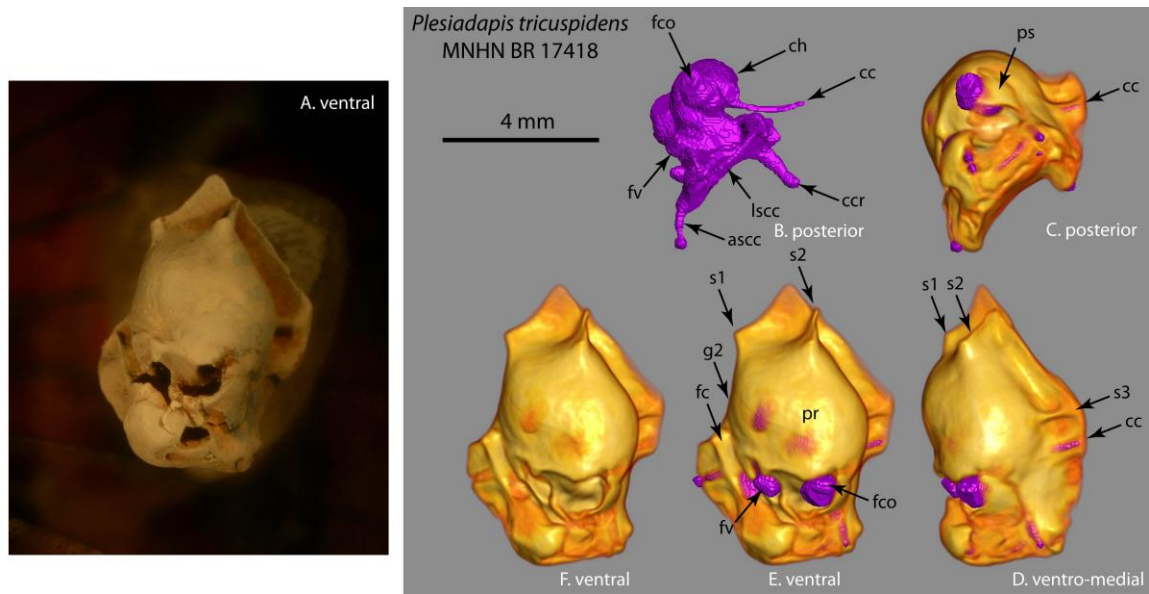 A. ventral
Plesiadapis tricuspidens
MNHN BR 17418
4 mm
fco
ch
cc
fv
ascc
lscc
ccr
B. posterior
ps
cc
C. posterior
F. ventral
s1
s2
g2
fc
pr
fv
fco
E. ventral
s1
s2
s3
cc
D. ventro-medial